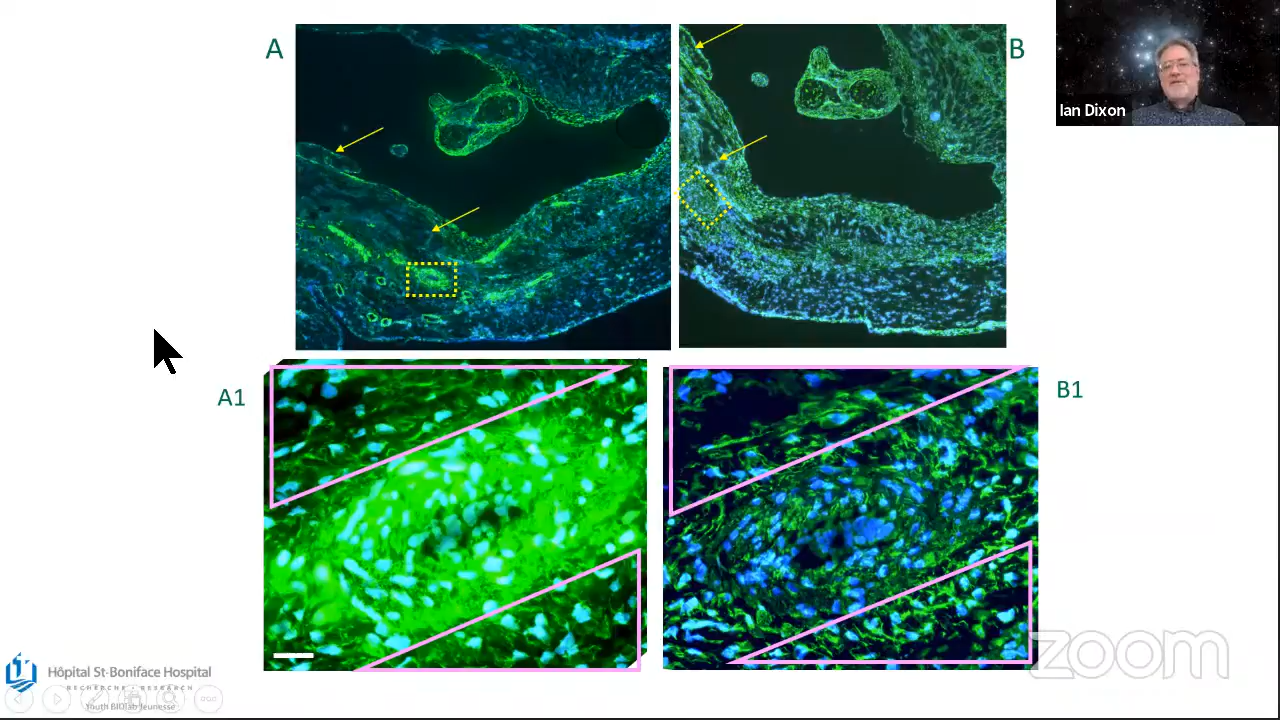 A
B
Ian Dixon
A1
B1
Hôpital St-Boniface Hospital
RECHERCHE • RESEARCH
Youth BIOlab Jeunesse
zoom